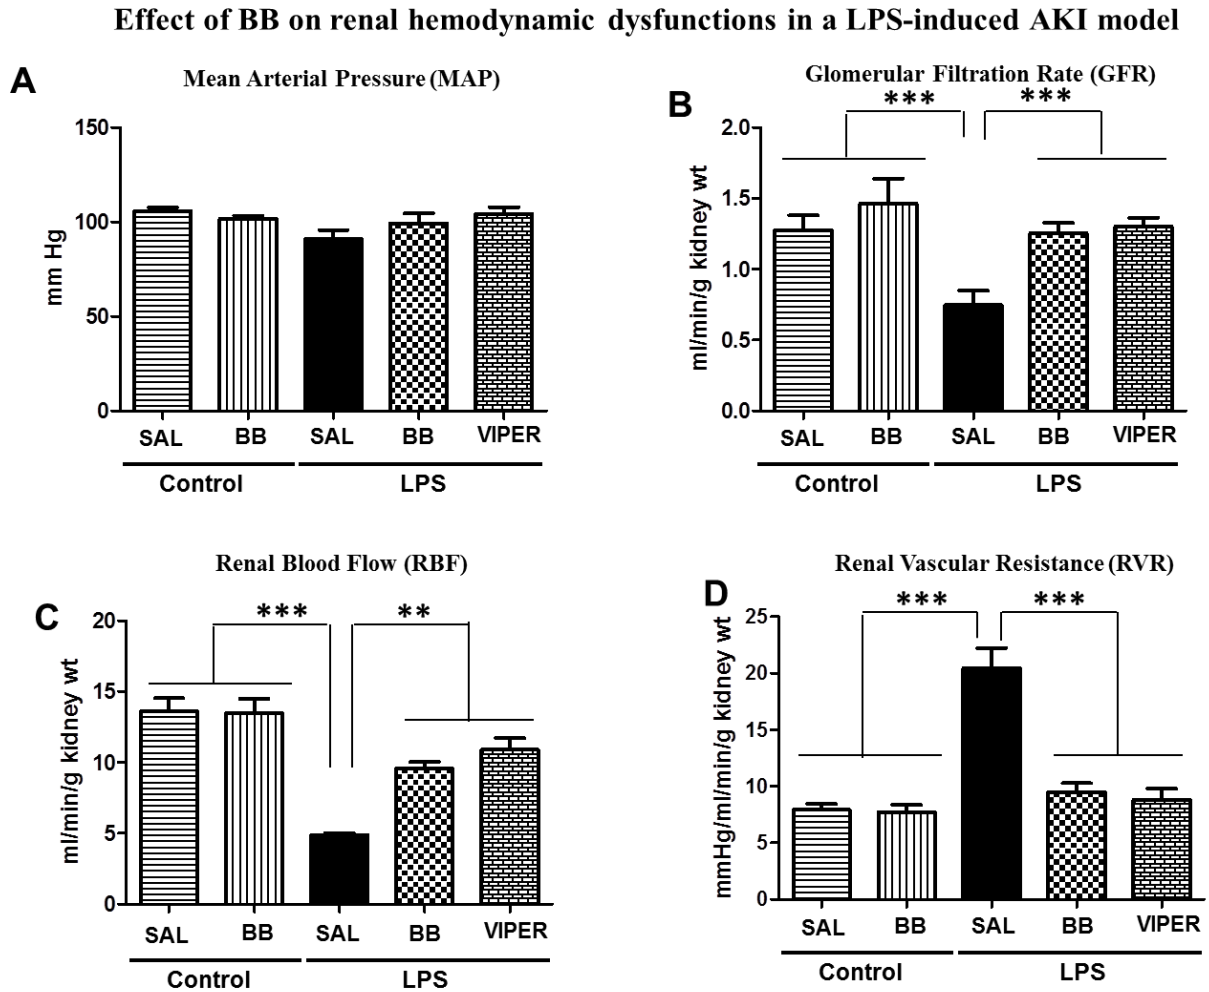 Effect of BB on renal hemodynamic dysfunctions in a LPS-induced AKI model
A
Mean Arterial Pressure (MAP)
150
100
50
0
mm Hg
SAL BB SAL BB VIPER
Control LPS
B
Glomerular Filtration Rate (GFR)
*** ***
2.0
1.5
1.0
0.5
0.0
ml/min/g kidney wt
SAL BB SAL BB VIPER
Control LPS
C
Renal Blood Flow (RBF)
*** **
20
15
10
5
0
ml/min/g kidney wt
SAL BB SAL BB VIPER
Control LPS
D
Renal Vascular Resistance (RVR)
*** ***
25
20
15
10
5
0
mmHg/ml/min/g kidney wt
SAL BB SAL BB VIPER
Control LPS